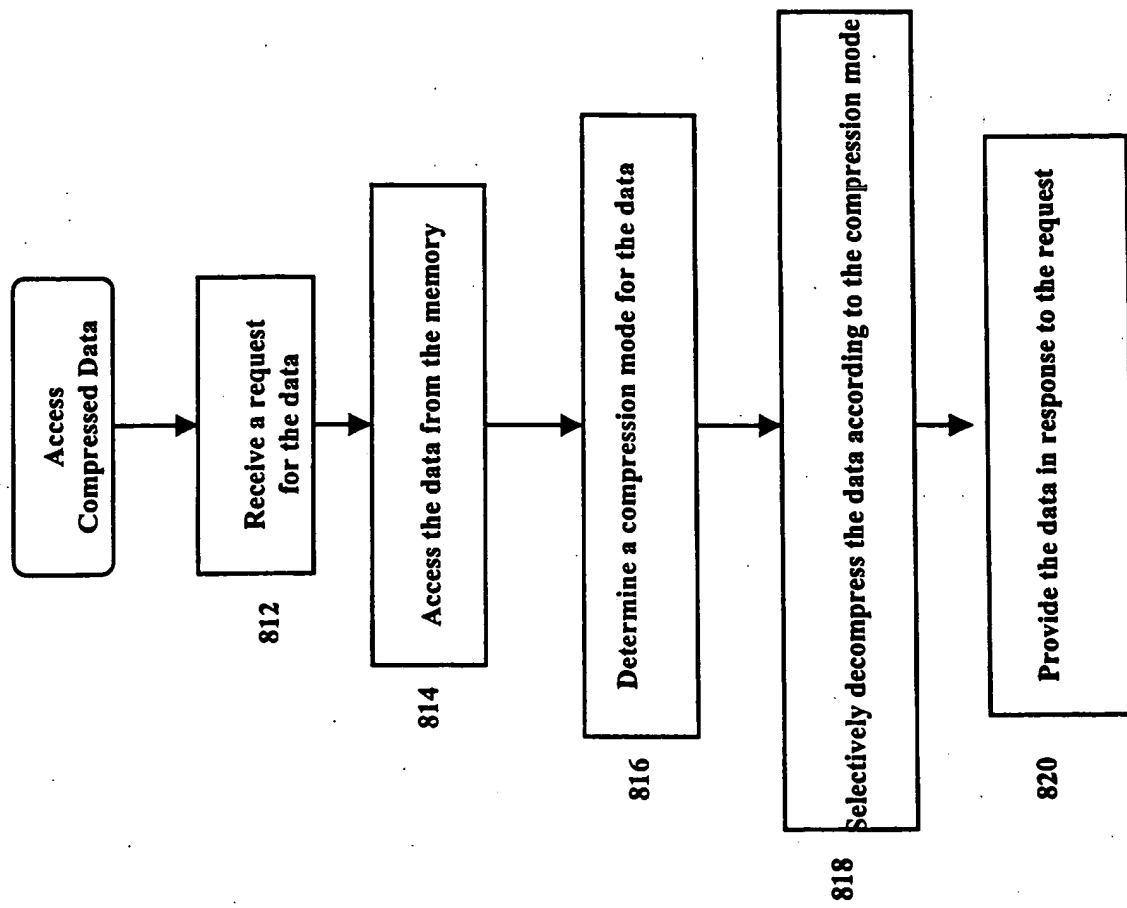 Access
Compressed Data
812
Receive a request
for the data
814
Access the data from the memory
816
Determine a compression mode for the data
818
Selectively decompress the data according to the compression mode
820
Provide the data in response to the request